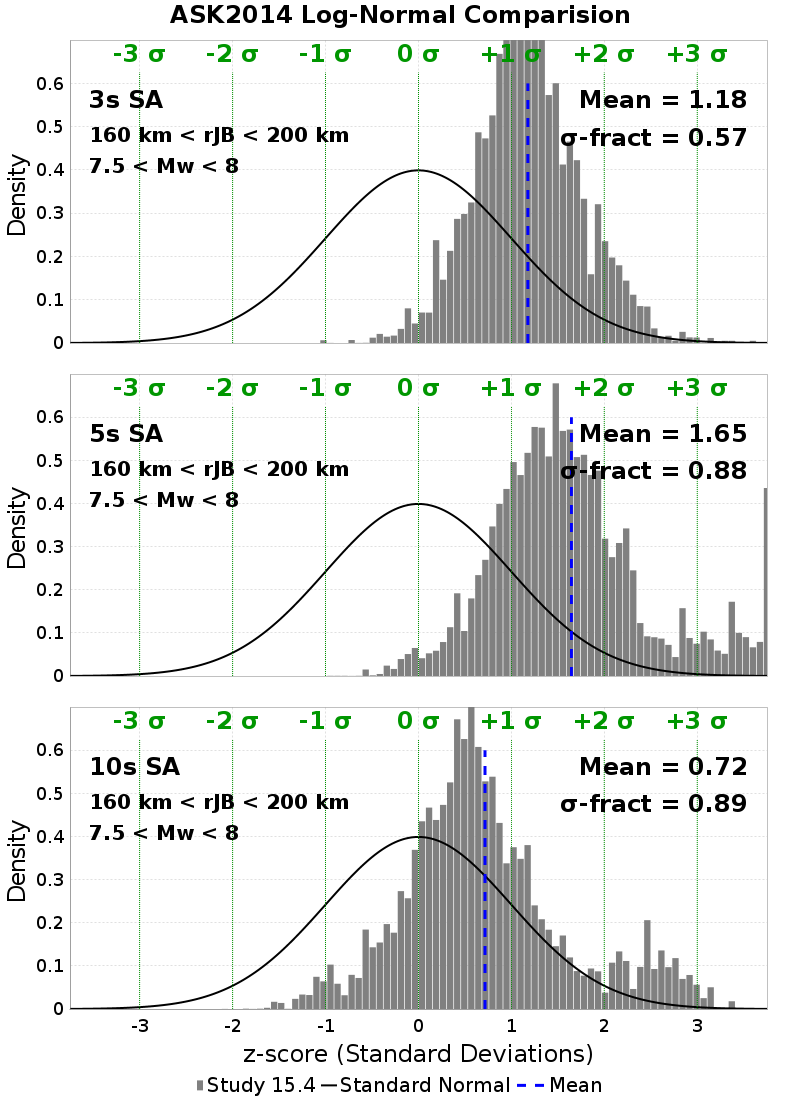 ASK2014 Log-Normal Comparision
-3 σ -2 σ -1 σ 0 σ +1 σ +2 σ +3 σ
3s SA
160 km < rJB < 200 km
7.5 < Mw < 8
Mean = 1.18
σ-fract = 0.57
Density
0.6
0.5
0.4
0.3
0.2
0.1
0
-3 σ -2 σ -1 σ 0 σ +1 σ +2 σ +3 σ
5s SA
160 km < rJB < 200 km
7.5 < Mw < 8
Mean = 1.65
σ-fract = 0.88
Density
0.6
0.5
0.4
0.3
0.2
0.1
0
-3 σ -2 σ -1 σ 0 σ +1 σ +2 σ +3 σ
10s SA
160 km < rJB < 200 km
7.5 < Mw < 8
Mean = 0.72
σ-fract = 0.89
Density
0.6
0.5
0.4
0.3
0.2
0.1
0
-3 -2 -1 0 1 2 3
z-score (Standard Deviations)
Study 15.4 Standard Normal Mean